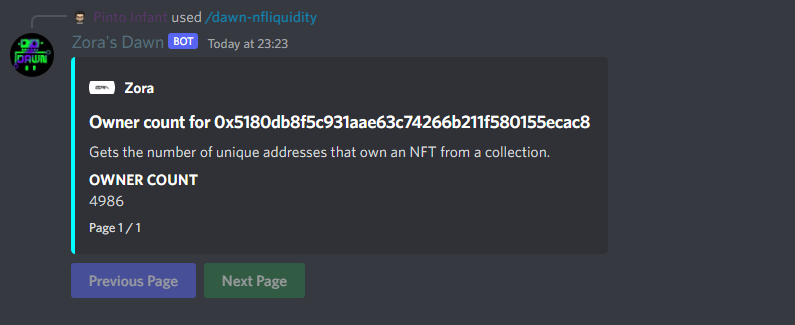 Pinto Infant used /dawn-nfliquidity
Zora's Dawn BOT Today at 23:23
DAWN
Zora
Owner count for 0x5180db8f5c931aae63c74266b211f580155ecac8
Gets the number of unique addresses that own an NFT from a collection.
OWNER COUNT
4986
Page 1 / 1
Previous Page Next Page